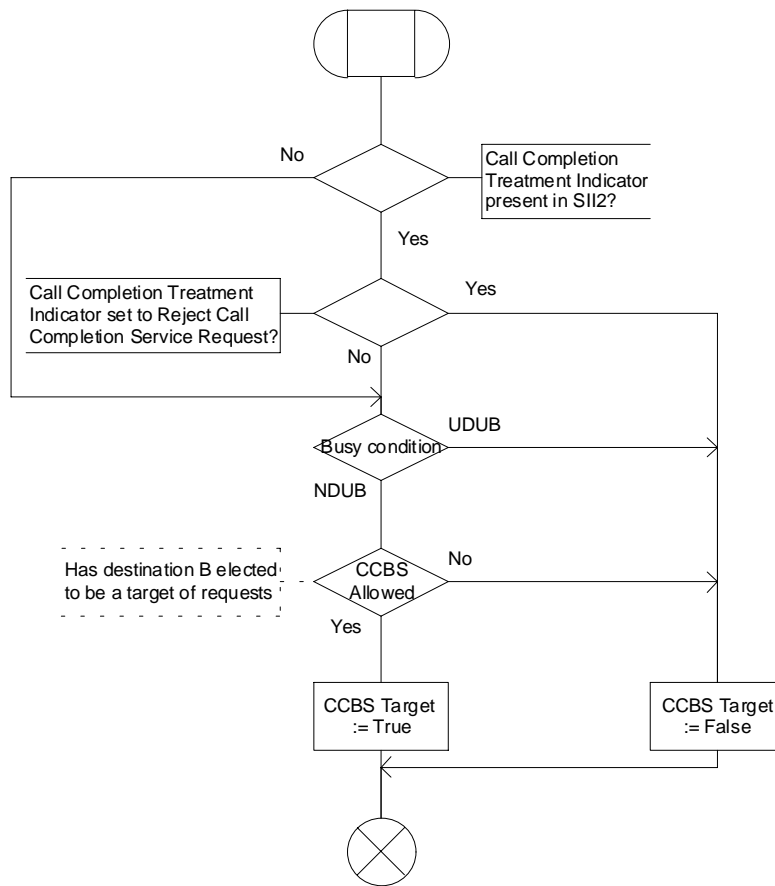 No
Call Completion
Treatment Indicator
present in SII2?
Yes
Call Completion Treatment
Indicator set to Reject Call
Completion Service Request?
Yes
No
Busy condition
UDUB
NDUB
Has destination B elected
to be a target of requests
CCBS
Allowed
No
Yes
CCBS Target
:= True
CCBS Target
:= False